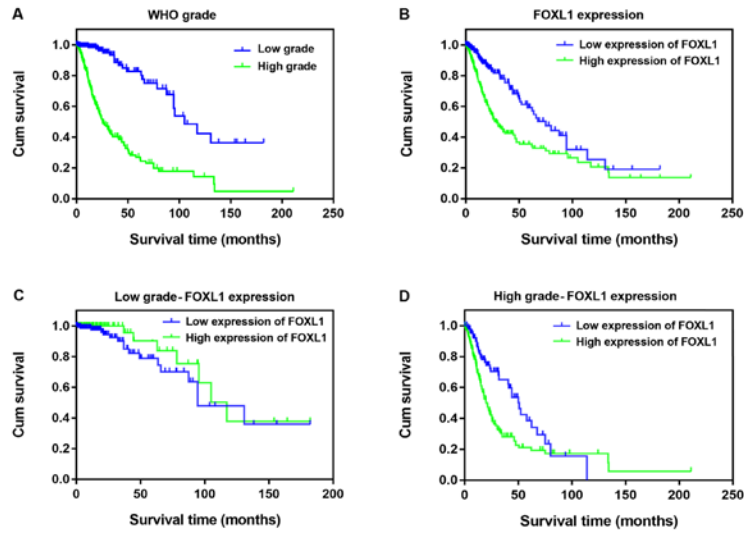 A
WHO grade
Low grade
High grade
1.0
0.8
0.6
0.4
0.2
0.0
0
50
100
150
200
250
Cum survival
Survival time (months)
B
FOXL1 expression
Low expression of FOXL1
High expression of FOXL1
1.0
0.8
0.6
0.4
0.2
0.0
0
50
100
150
200
250
Cum survival
Survival time (months)
C
Low grade-FOXL1 expression
Low expression of FOXL1
High expression of FOXL1
1.0
0.8
0.6
0.4
0.2
0.0
0
50
100
150
200
Cum survival
Survival time (months)
D
High grade-FOXL1 expression
Low expression of FOXL1
High expression of FOXL1
1.0
0.8
0.6
0.4
0.2
0.0
0
50
100
150
200
250
Cum survival
Survival time (months)